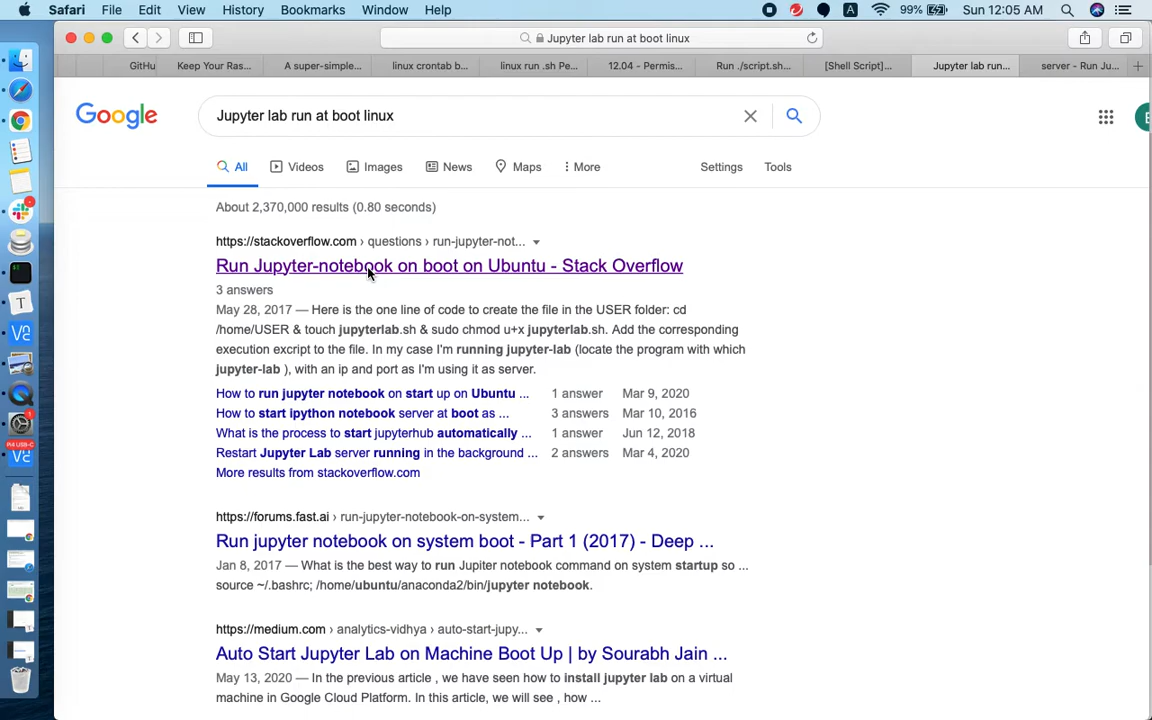 Safari File Edit View History Bookmarks Window Help
A 99% Sun 12:05 AM
Jupyter lab run at boot linux
GitHu Keep Your Ras... A super-simple... linux crontab b... linux run .sh Pe... 12.04 - Permis... Run ./script.sh... [Shell Script]... Jupyter lab run... server - Run Ju...
Google Jupyter lab run at boot linux
All Videos Images News Maps More Settings Tools
About 2,370,000 results (0.80 seconds)
https://stackoverflow.com › questions › run-jupyter-not...
Run Jupyter-notebook on boot on Ubuntu - Stack Overflow
3 answers
May 28, 2017 — Here is the one line of code to create the file in the USER folder: cd
/home/USER & touch jupyterlab.sh & sudo chmod u+x jupyterlab.sh. Add the corresponding
execution excript to the file. In my case I'm running jupyter-lab (locate the program with which
jupyter-lab ), with an ip and port as I'm using it as server.
How to run jupyter notebook on start up on Ubuntu ... 1 answer Mar 9, 2020
How to start ipython notebook server at boot as ... 3 answers Mar 10, 2016
What is the process to start jupyterhub automatically ... 1 answer Jun 12, 2018
Restart Jupyter Lab server running in the background ... 2 answers Mar 4, 2020
More results from stackoverflow.com
https://forums.fast.ai › run-jupyter-notebook-on-system...
Run jupyter notebook on system boot - Part 1 (2017) - Deep ...
Jan 8, 2017 — What is the best way to run Jupiter notebook command on system startup so ...
source ~/.bashrc; /home/ubuntu/anaconda2/bin/jupyter notebook.
https://medium.com › analytics-vidhya › auto-start-jupy...
Auto Start Jupyter Lab on Machine Boot Up | by Sourabh Jain ...
May 13, 2020 — In the previous article , we have seen how to install jupyter lab on a virtual
machine in Google Cloud Platform. In this article, we will see , how ...